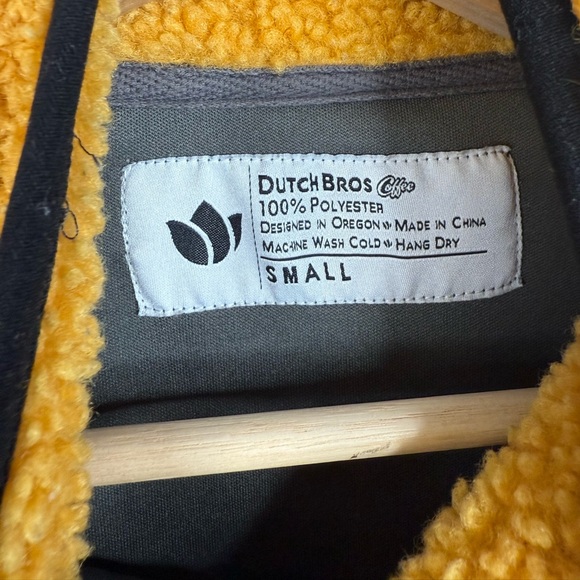 DUTCH BROS Coffee
100% POLYESTER
DESIGNED IN OREGON MADE IN CHINA
MACHINE WASH COLD HANG DRY
SMALL